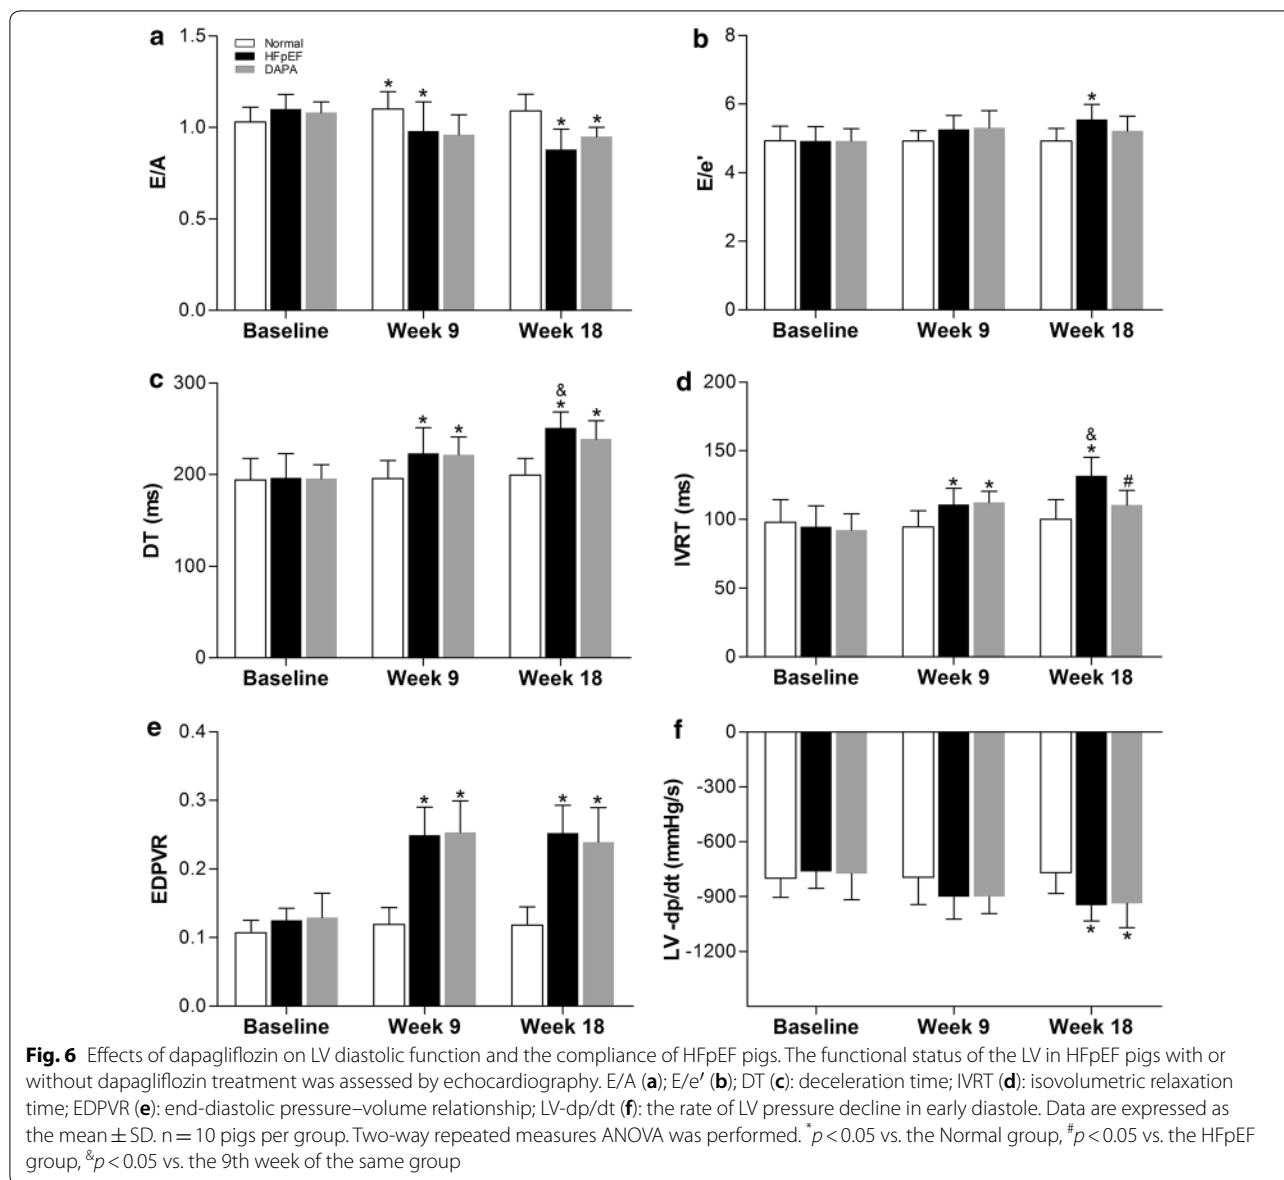 a
Normal
HFpEF
DAPA
1.5
1.0
0.5
0.0
E/A
* * * *
Baseline Week 9 Week 18
b
8
6
4
2
0
E/e'
*
Baseline Week 9 Week 18
c
300
200
100
0
DT (ms)
&
* * * *
Baseline Week 9 Week 18
d
200
150
100
50
0
IVRT (ms)
&
* * * #
Baseline Week 9 Week 18
e
0.4
0.3
0.2
0.1
0.0
EDPVR
* * * *
Baseline Week 9 Week 18
f
0
-300
-600
-900
-1200
LV -dp/dt (mmHg/s)
* *
Baseline Week 9 Week 18
Fig. 6 Effects of dapagliflozin on LV diastolic function and the compliance of HFpEF pigs. The functional status of the LV in HFpEF pigs with or
without dapagliflozin treatment was assessed by echocardiography. E/A (a); E/e′ (b); DT (c): deceleration time; IVRT (d): isovolumetric relaxation
time; EDPVR (e): end-diastolic pressure–volume relationship; LV-dp/dt (f): the rate of LV pressure decline in early diastole. Data are expressed as
the mean ± SD. n = 10 pigs per group. Two-way repeated measures ANOVA was performed. *p < 0.05 vs. the Normal group, #p < 0.05 vs. the HFpEF
group, &p < 0.05 vs. the 9th week of the same group